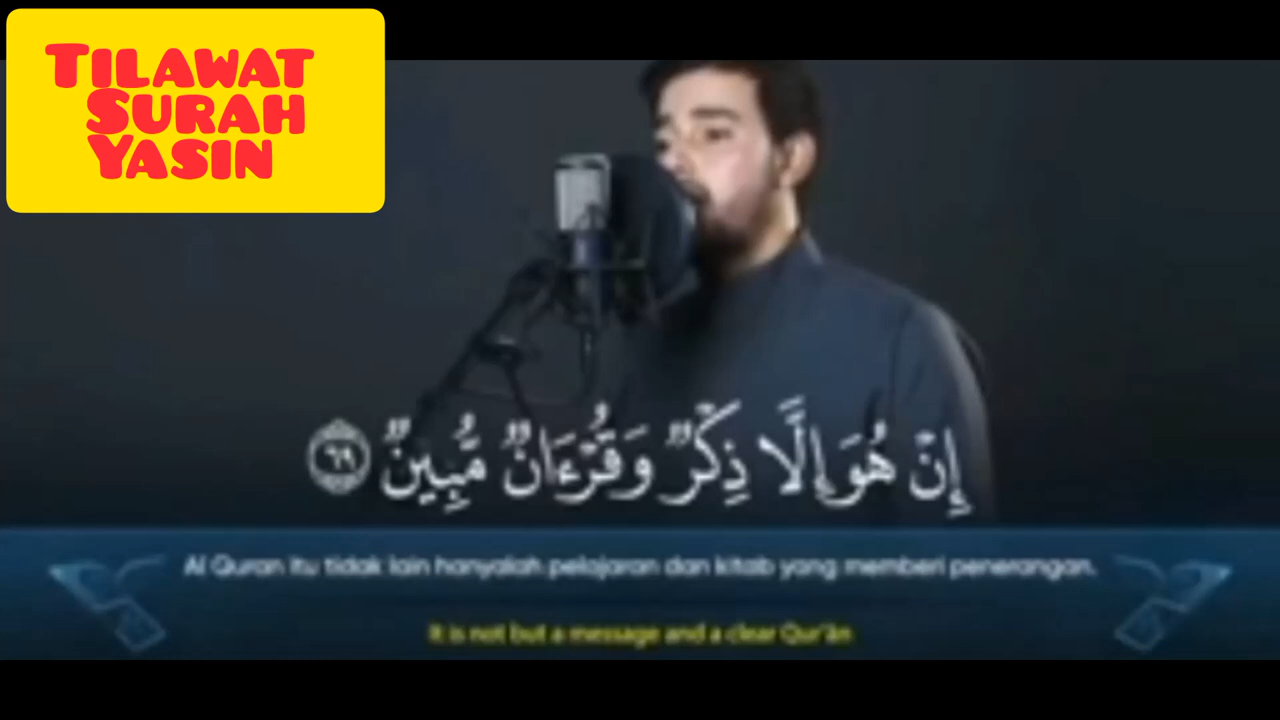 TILAWAT
SURAH
YASIN
إِنْ هُوَ إِلَّا ذِكْرٌ وَقُرْءَانٌ مُّبِينٌ ٦٩
Al Quran itu tidak lain hanyalah pelajaran dan kitab yang memberi penerangan.
It is not but a message and a clear Qur'ān